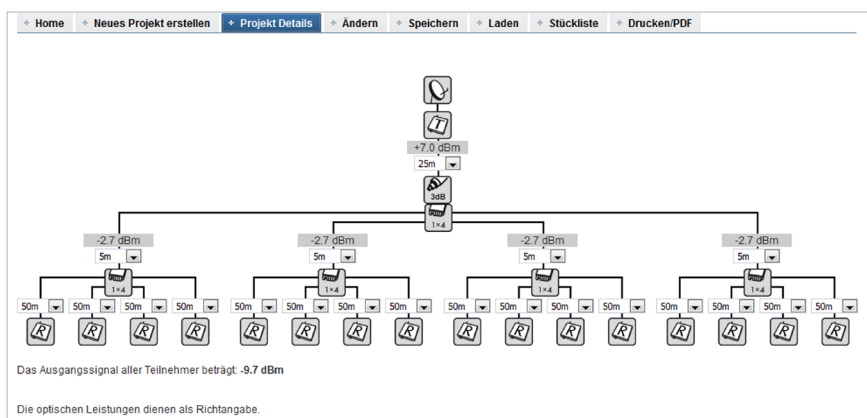 Home Neues Projekt erstellen Projekt Details Ändern Speichern Laden Stückliste Drucken/PDF
T
+7.0 dBm
25m
3dB
1×4
-2.7 dBm -2.7 dBm -2.7 dBm -2.7 dBm
5m 5m 5m 5m
1×4 1×4 1×4 1×4
50m 50m 50m 50m 50m 50m 50m 50m 50m 50m 50m 50m 50m 50m 50m 50m
R R R R R R R R R R R R R R R R
Das Ausgangssignal aller Teilnehmer beträgt: -9.7 dBm
Die optischen Leistungen dienen als Richtangabe.